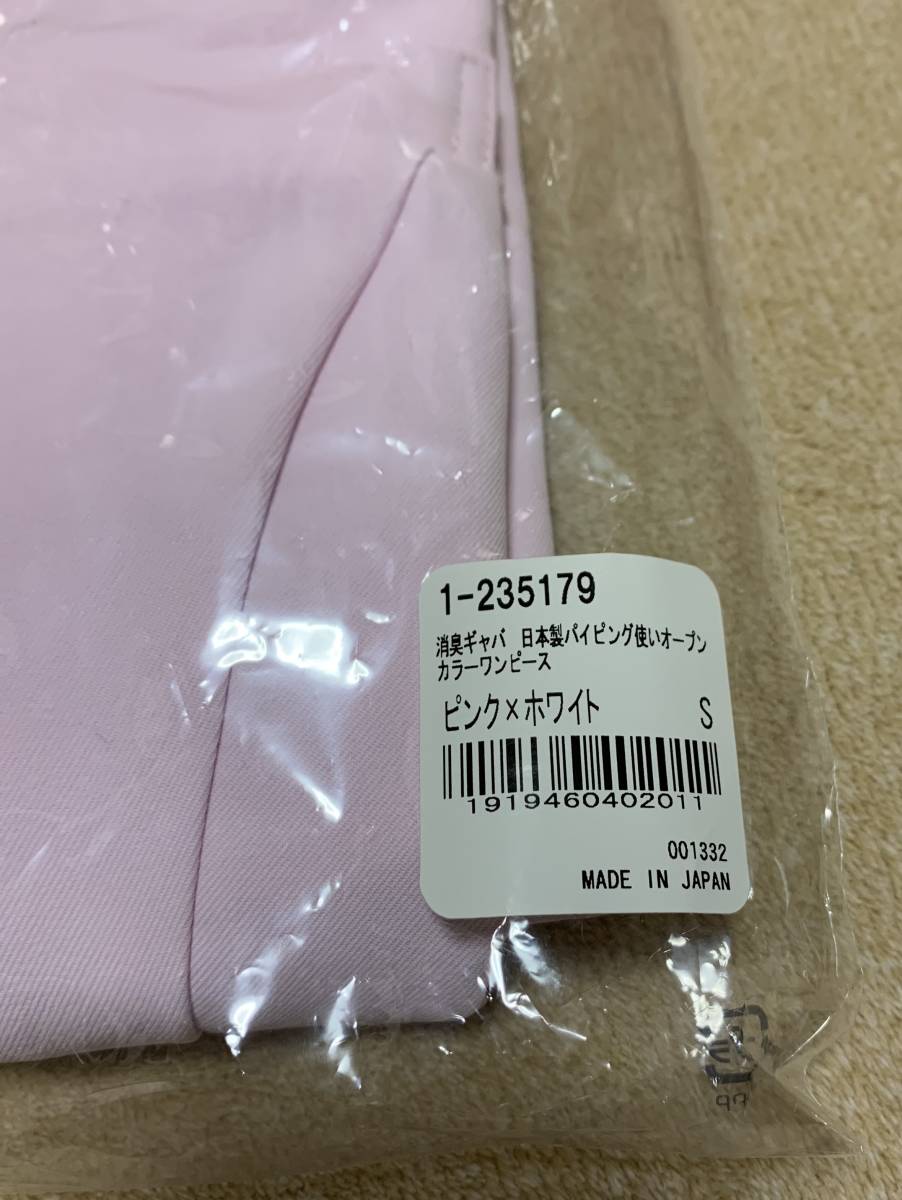 1-235179
消臭ギャバ 日本製パイピング使いオープン
カラーワンピース
ピンク×ホワイト S
1919460402011
001332
MADE IN JAPAN